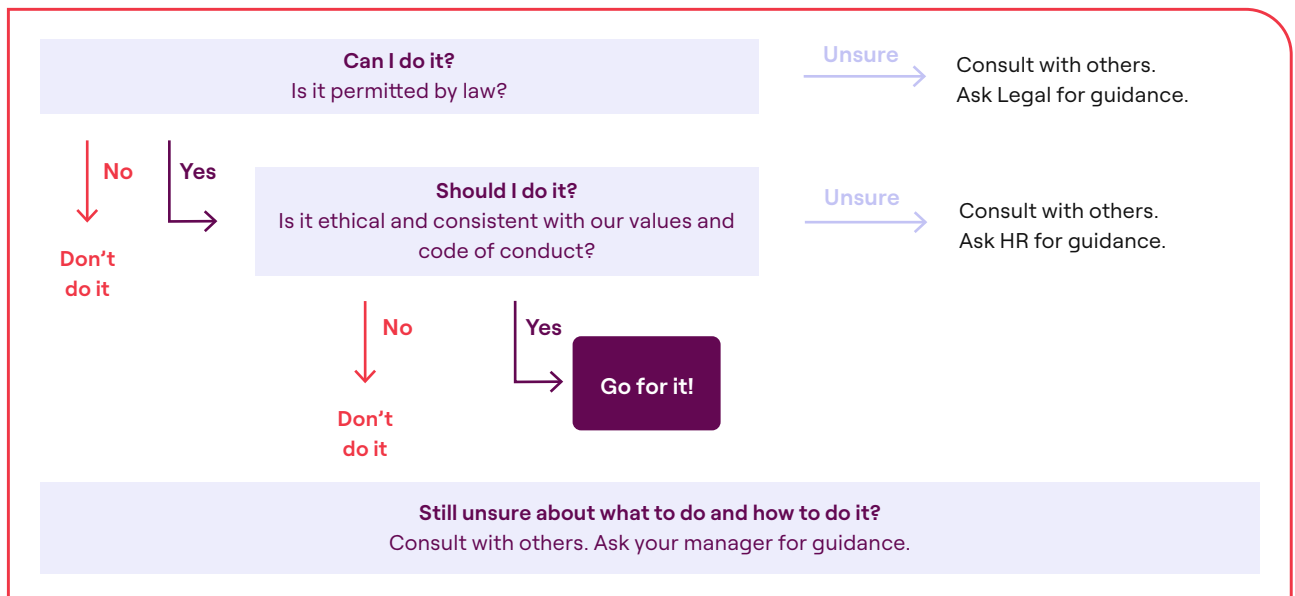 Can I do it?
Is it permitted by law?
Unsure
Consult with others.
Ask Legal for guidance.
No
Yes
Don't
do it
Should I do it?
Is it ethical and consistent with our values and
code of conduct?
Unsure
Consult with others.
Ask HR for guidance.
No
Yes
Don't
do it
Go for it!
Still unsure about what to do and how to do it?
Consult with others. Ask your manager for guidance.